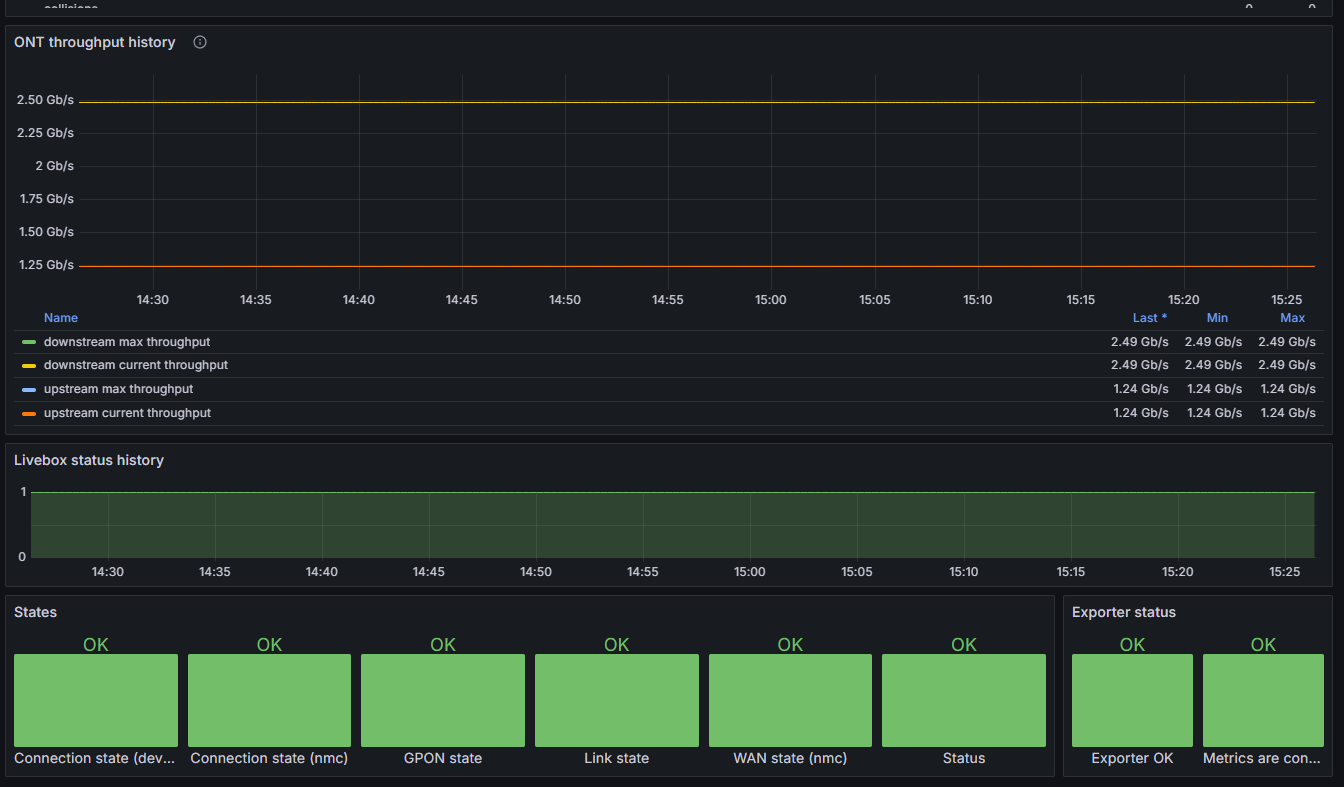 collisions 0 0
ONT throughput history
2.50 Gb/s
2.25 Gb/s
2 Gb/s
1.75 Gb/s
1.50 Gb/s
1.25 Gb/s
14:30 14:35 14:40 14:45 14:50 14:55 15:00 15:05 15:10 15:15 15:20 15:25
Name Last * Min Max
downstream max throughput 2.49 Gb/s 2.49 Gb/s 2.49 Gb/s
downstream current throughput 2.49 Gb/s 2.49 Gb/s 2.49 Gb/s
upstream max throughput 1.24 Gb/s 1.24 Gb/s 1.24 Gb/s
upstream current throughput 1.24 Gb/s 1.24 Gb/s 1.24 Gb/s
Livebox status history
1
0
14:30 14:35 14:40 14:45 14:50 14:55 15:00 15:05 15:10 15:15 15:20 15:25
States
OK OK OK OK OK OK
Connection state (dev... Connection state (nmc) GPON state Link state WAN state (nmc) Status
Exporter status
OK OK
Exporter OK Metrics are con...